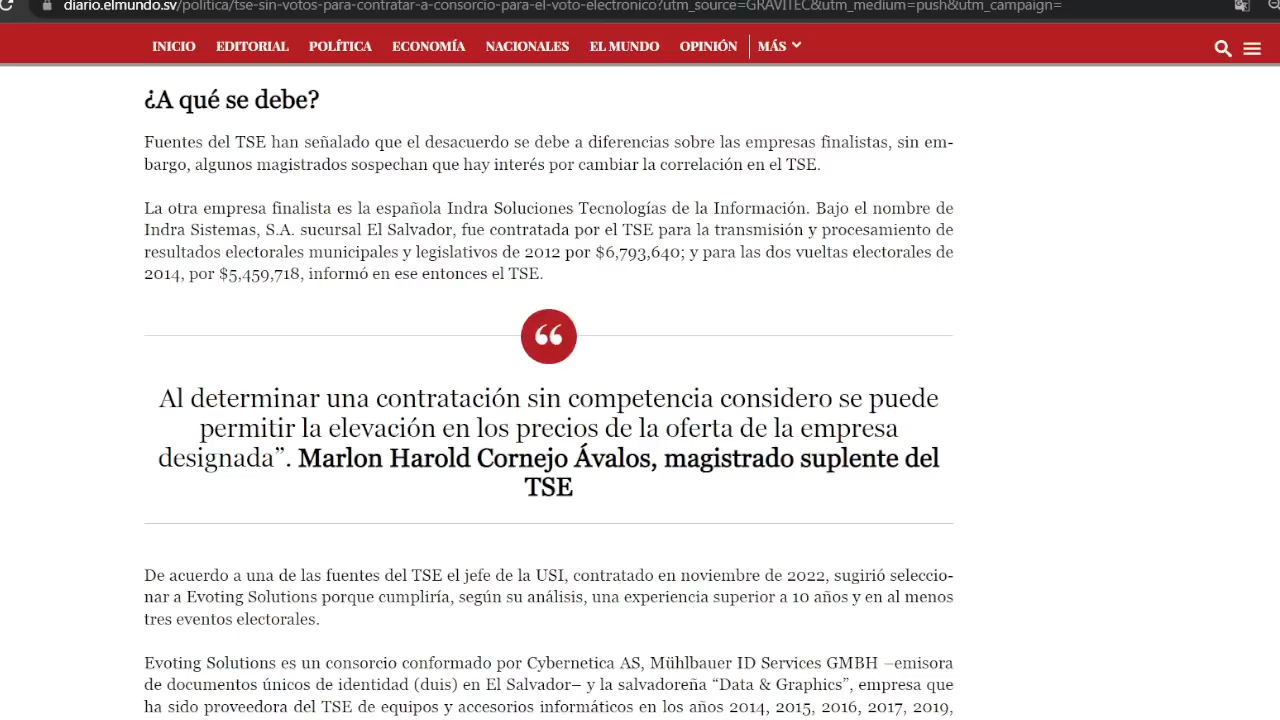 diario.elmundo.sv/politica/tse-sin-votos-para-contratar-a-consorcio-para-el-voto-electronico?utm_source=GRAVITEC&utm_medium=push&utm_campaign=
INICIO EDITORIAL POLÍTICA ECONOMÍA NACIONALES EL MUNDO OPINIÓN MÁS
¿A qué se debe?
Fuentes del TSE han señalado que el desacuerdo se debe a diferencias sobre las empresas finalistas, sin em-
bargo, algunos magistrados sospechan que hay interés por cambiar la correlación en el TSE.
La otra empresa finalista es la española Indra Soluciones Tecnologías de la Información. Bajo el nombre de
Indra Sistemas, S.A. sucursal El Salvador, fue contratada por el TSE para la transmisión y procesamiento de
resultados electorales municipales y legislativos de 2012 por $6,793,640; y para las dos vueltas electorales de
2014, por $5,459,718, informó en ese entonces el TSE.
“
Al determinar una contratación sin competencia considero se puede
permitir la elevación en los precios de la oferta de la empresa
designada”. Marlon Harold Cornejo Ávalos, magistrado suplente del
TSE
De acuerdo a una de las fuentes del TSE el jefe de la USI, contratado en noviembre de 2022, sugirió seleccio-
nar a Evoting Solutions porque cumpliría, según su análisis, una experiencia superior a 10 años y en al menos
tres eventos electorales.
Evoting Solutions es un consorcio conformado por Cybernetica AS, Mühlbauer ID Services GMBH –emisora
de documentos únicos de identidad (duis) en El Salvador– y la salvadoreña “Data & Graphics”, empresa que
ha sido proveedora del TSE de equipos y accesorios informáticos en los años 2014, 2015, 2016, 2017, 2019,